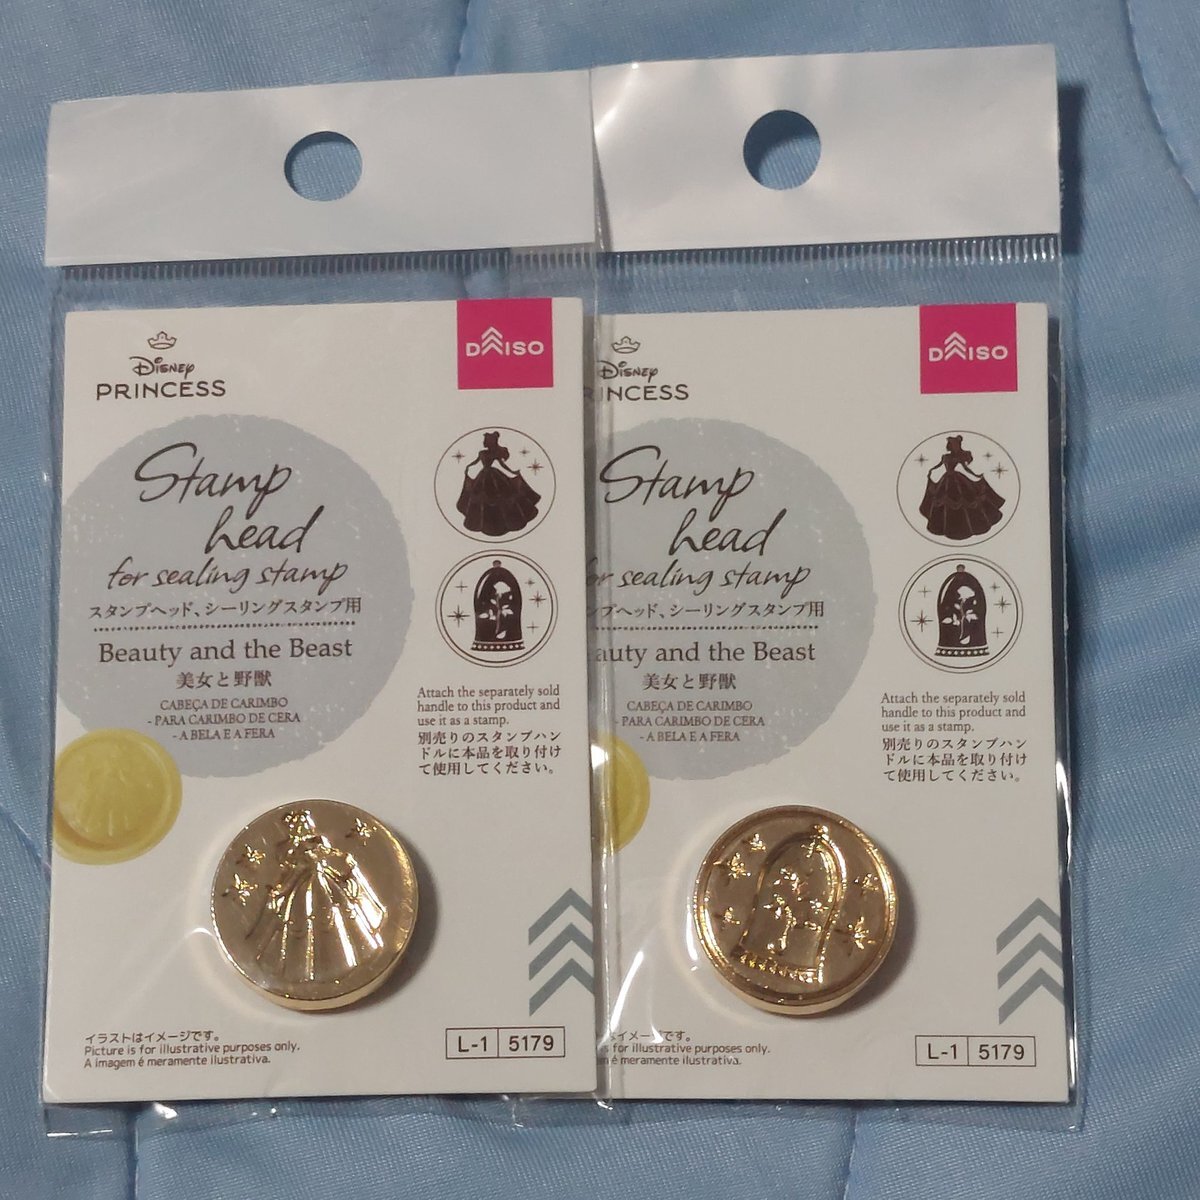 Disney
PRINCESS
DAISO
Stamp
head
for sealing stamp
スタンプヘッド、シーリングスタンプ用
Beauty and the Beast
美女と野獣
CABEÇA DE CARIMBO
- PARA CARIMBO DE CERA
- A BELA E A FERA
Attach the separately sold
handle to this product and
use it as a stamp.
別売りのスタンプハン
ドルに本品を取り付け
て使用してください。
イラストはイメージです。
Picture is for illustrative purposes only.
A imagem é meramente ilustrativa.
L-1 5179
Disney
INCESS
DAISO
Stamp
head
for sealing stamp
ンプヘッド、シーリングスタンプ用
auty and the Beast
美女と野獣
CABEÇA DE CARIMBO
- PARA CARIMBO DE CERA
- A BELA E A FERA
Attach the separately sold
handle to this product and
use it as a stamp.
別売りのスタンプハン
ドルに本品を取り付け
て使用してください。
イメージです。
for illustrative purposes only.
é meramente ilustrativa.
L-1 5179